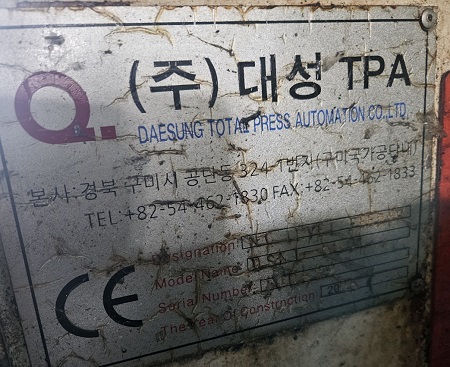 Q.
(주) 대성 TPA
DAESUNG TOTAL PRESS AUTOMATION CO.,LTD.
본사:경북 구미시 공단동 324-1번지(구미국가공단내)
TEL:+82-54-462-1830 FAX:+82-54-462-1833
Designation
Model Name
Serial Number
The Year Of Construction
CE